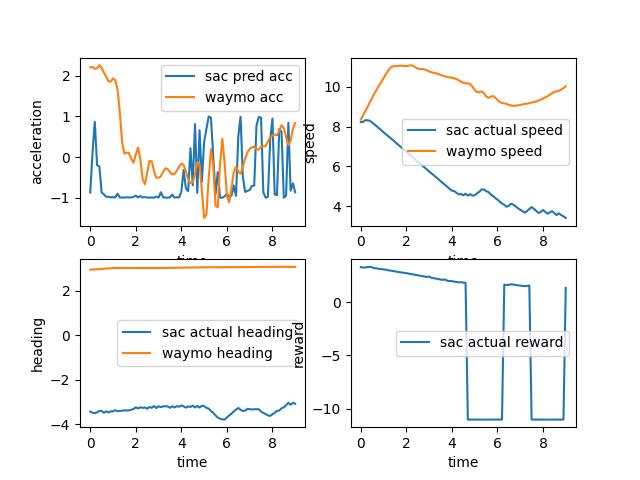 acceleration
2
1
0
−1
sac pred acc
waymo acc
0
2
4
6
8
time
speed
10
8
6
4
sac actual speed
waymo speed
0
2
4
6
8
time
heading
2
0
−2
−4
sac actual heading
waymo heading
0
2
4
6
8
time
reward
0
−5
−10
sac actual reward
0
2
4
6
8
time